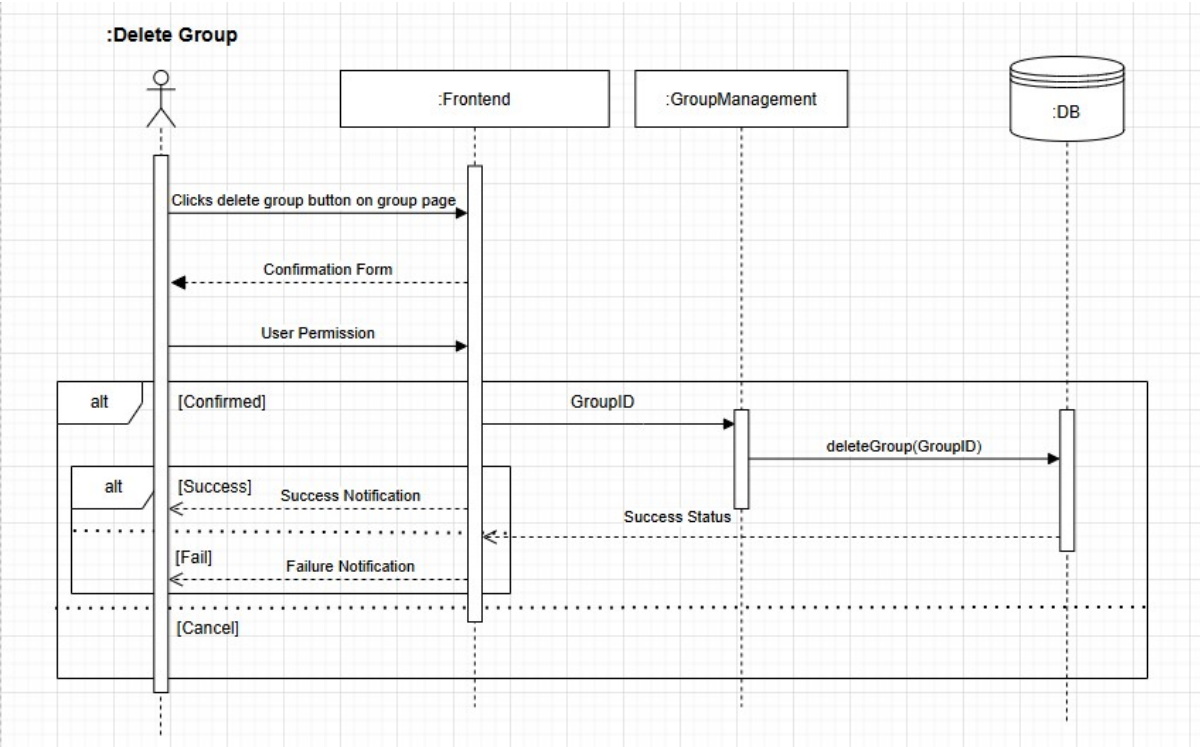 :Delete Group
:Frontend
:GroupManagement
:DB
Clicks delete group button on group page
Confirmation Form
User Permission
alt
[Confirmed]
GroupID
deleteGroup(GroupID)
alt
[Success]
Success Notification
Success Status
[Fail]
Failure Notification
[Cancel]